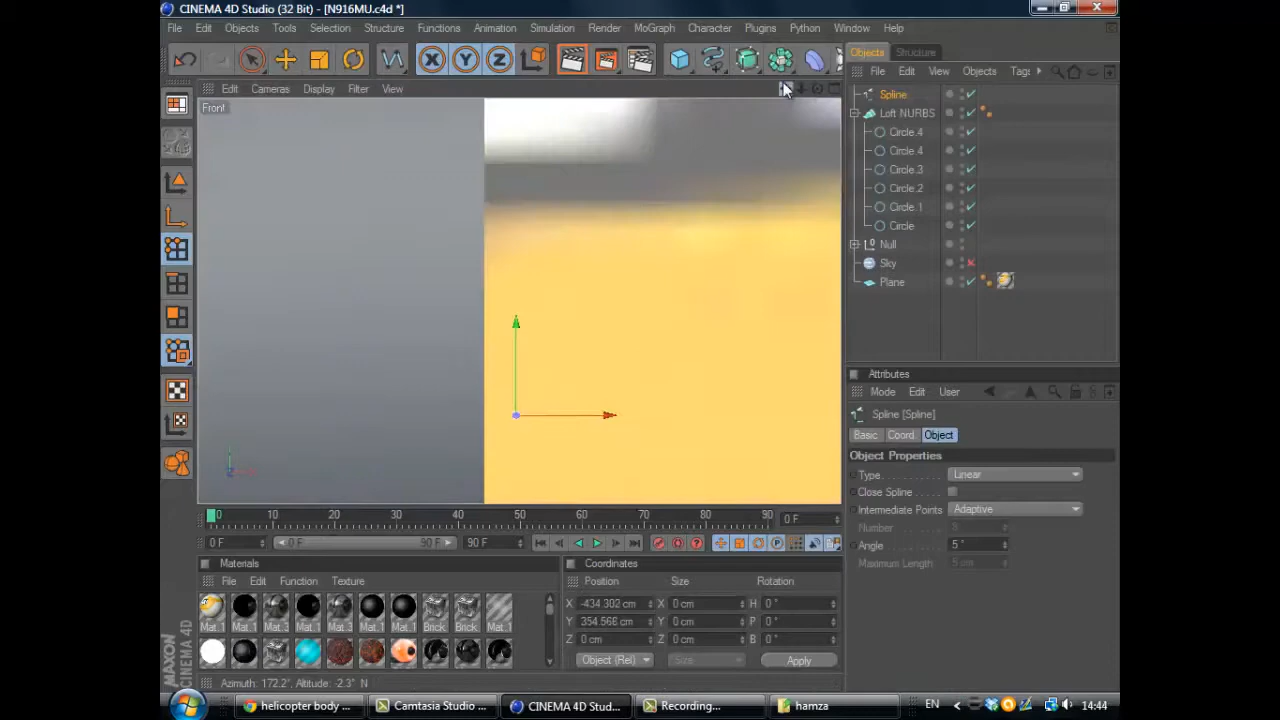 CINEMA 4D Studio (32 Bit) - [N916MU.c4d *]
File Edit Objects Tools Selection Structure Functions Animation Simulation Render MoGraph Character Plugins Python Window Help
Objects Structure
File Edit View Objects Tags
Edit Cameras Display Filter View
Front
Spline
Loft NURBS
Circle.4
Circle.4
Circle.3
Circle.2
Circle.1
Circle
Null
Sky
Plane
Attributes
Mode Edit User
Spline [Spline]
Basic Coord. Object
Object Properties
Type Linear
Close Spline
Intermediate Points Adaptive
Number
Angle 5 °
Maximum Length 5 cm
0 10 20 30 40 50 60 70 80 90 0 F
0 F 0 F 90 F 90 F
Materials
File Edit Function Texture
Mat.1 Mat.1 Mat.3 Mat.1 Mat.3 Mat.1 Mat.1 Brick. Brick. Mat.1
Coordinates
Position Size Rotation
X -434.302 cm X 0 cm H 0 °
Y 354.566 cm Y 0 cm P 0 °
Z 0 cm Z 0 cm B 0 °
Object (Rel) Size Apply
MAXON CINEMA 4D
Azimuth: 172.2°, Altitude: -2.3° N
helicopter body ... Camtasia Studio ... CINEMA 4D Stud... Recording... hamza EN 14:44